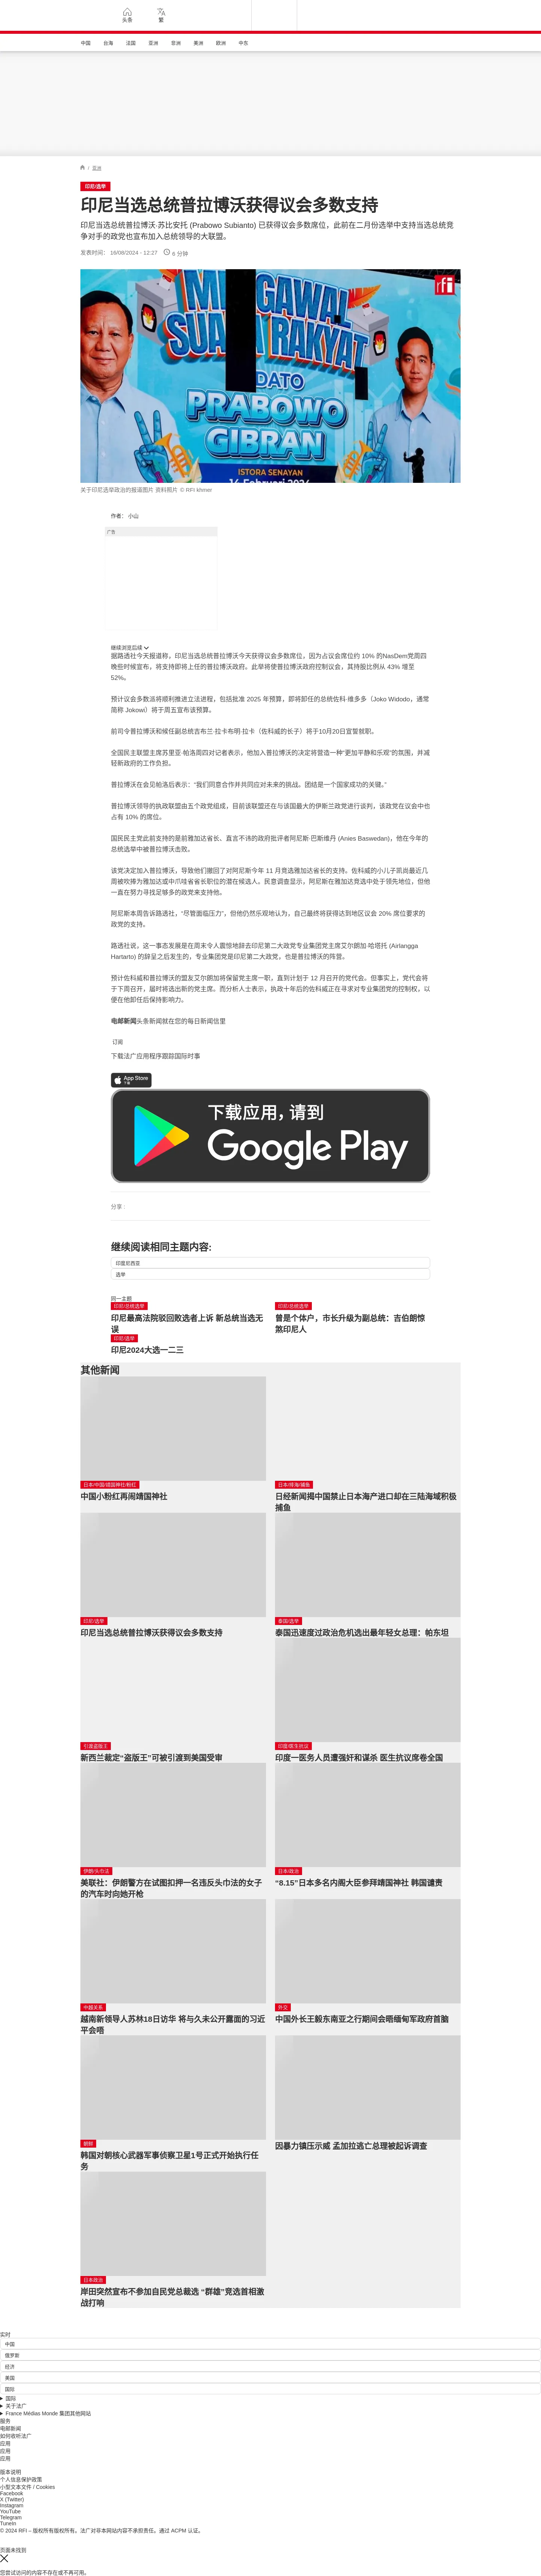 头条
繁
中国
台海
法国
亚洲
非洲
美洲
欧洲
中东
/ 亚洲
印尼/选举
印尼当选总统普拉博沃获得议会多数支持
印尼当选总统普拉博沃·苏比安托 (Prabowo Subianto) 已获得议会多数席位，此前在二月份选举中支持当选总统竞
争对手的政党也宣布加入总统领导的大联盟。
发表时间： 16/08/2024 - 12:27
6 分钟
rfi
RAKYAT
DATO
PRABOWO
GIBRAN
ISTORA SENAYAN
14 Februari 2024
关于印尼选举政治的报道图片 资料照片 © RFI khmer
作者： 小山
广告
继续浏览后续
据路透社今天报道称，印尼当选总统普拉博沃今天获得议会多数席位，因为占议会席位约 10% 的NasDem党周四
晚些时候宣布，将支持即将上任的普拉博沃政府。此举将使普拉博沃政府控制议会，其持股比例从 43% 增至
52%。
预计议会多数派将顺利推进立法进程，包括批准 2025 年预算，即将卸任的总统佐科·维多多（Joko Widodo，通常
简称 Jokowi）将于周五宣布该预算。
前司令普拉博沃和候任副总统吉布兰·拉卡布明·拉卡（佐科威的长子）将于10月20日宣誓就职。
全国民主联盟主席苏里亚·帕洛周四对记者表示，他加入普拉博沃的决定将营造一种“更加平静和乐观”的氛围，并减
轻新政府的工作负担。
普拉博沃在会见帕洛后表示：“我们同意合作并共同应对未来的挑战。团结是一个国家成功的关键。”
普拉博沃领导的执政联盟由五个政党组成，目前该联盟还在与该国最大的伊斯兰政党进行谈判，该政党在议会中也
占有 10% 的席位。
国民民主党此前支持的是前雅加达省长、直言不讳的政府批评者阿尼斯·巴斯维丹 (Anies Baswedan)，他在今年的
总统选举中被普拉博沃击败。
该党决定加入普拉博沃，导致他们撤回了对阿尼斯今年 11 月竞选雅加达省长的支持。佐科威的小儿子凯尚最近几
周被吹捧为雅加达或中爪哇省省长职位的潜在候选人。民意调查显示，阿尼斯在雅加达竞选中处于领先地位，但他
一直在努力寻找足够多的政党来支持他。
阿尼斯本周告诉路透社，“尽管面临压力”，但他仍然乐观地认为，自己最终将获得达到地区议会 20% 席位要求的
政党的支持。
路透社说，这一事态发展是在周末令人震惊地辞去印尼第二大政党专业集团党主席艾尔朗加·哈塔托 (Airlangga
Hartarto) 的辞呈之后发生的，专业集团党是印尼第二大政党，也是普拉博沃的阵营。
预计佐科威和普拉博沃的盟友艾尔朗加将保留党主席一职，直到计划于 12 月召开的党代会。但事实上，党代会将
于下周召开，届时将选出新的党主席。而分析人士表示，执政十年后的佐科威正在寻求对专业集团党的控制权，以
便在他卸任后保持影响力。
电邮新闻头条新闻就在您的每日新闻信里
订阅
下载法广应用程序跟踪国际时事
App Store
下载
下载应用，请到
Google Play
分享 :
继续阅读相同主题内容:
印度尼西亚
选举
同一主题
印尼/总统选举
印尼最高法院驳回败选者上诉 新总统当选无
误
印尼/总统选举
曾是个体户，市长升级为副总统：吉伯朗惊
煞印尼人
印尼/选举
印尼2024大选一二三
其他新闻
日本/中国/靖国神社/粉红
中国小粉红再闹靖国神社
日本/排海/捕鱼
日经新闻揭中国禁止日本海产进口却在三陆海域积极
捕鱼
印尼/选举
印尼当选总统普拉博沃获得议会多数支持
泰国/选举
泰国迅速度过政治危机选出最年轻女总理：帕东坦
引渡盗版王
新西兰裁定“盗版王”可被引渡到美国受审
印度/医生抗议
印度一医务人员遭强奸和谋杀 医生抗议席卷全国
伊朗/头巾法
美联社：伊朗警方在试图扣押一名违反头巾法的女子
的汽车时向她开枪
日本/政治
“8.15”日本多名内阁大臣参拜靖国神社 韩国谴责
中越关系
越南新领导人苏林18日访华 将与久未公开露面的习近
平会晤
外交
中国外长王毅东南亚之行期间会晤缅甸军政府首脑
朝鲜
韩国对朝核心武器军事侦察卫星1号正式开始执行任
务
因暴力镇压示威 孟加拉逃亡总理被起诉调查
日本政治
岸田突然宣布不参加自民党总裁选 “群雄”竞选首相激
战打响
实时
中国
俄罗斯
经济
美国
国际
国际
关于法广
France Médias Monde 集团其他网站
服务
电邮新闻
如何收听法广
应用
应用
应用
版本说明
个人信息保护政策
小型文本文件 / Cookies
Facebook
X (Twitter)
Instagram
YouTube
Telegram
TuneIn
© 2024 RFI – 版权所有版权所有。法广对非本网站内容不承担责任。通过 ACPM 认证。
页面未找到
您尝试访问的内容不存在或不再可用。